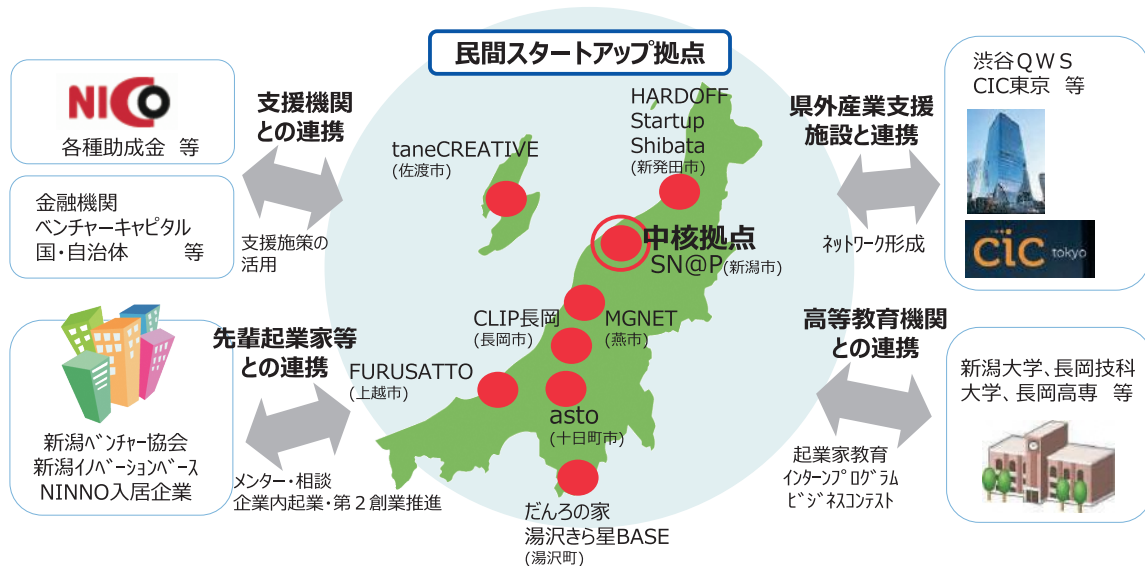 民間スタートアップ拠点
NICO
各種助成金 等
金融機関
ベンチャーキャピタル
国・自治体 等
支援機関
との連携
支援施策の
活用
新潟ベンチャー協会
新潟イノベーションベース
NINNO入居企業
先輩起業家等
との連携
メンター・相談
企業内起業・第2創業推進
taneCREATIVE
(佐渡市)
HARDOFF
Startup
Shibata
(新発田市)
中核拠点
SN@P(新潟市)
CLIP長岡
(長岡市)
MGNET
(燕市)
FURUSATTO
(上越市)
asto
(十日町市)
だんろの家
湯沢きら星BASE
(湯沢町)
県外産業支援
施設と連携
ネットワーク形成
渋谷QWS
CIC東京 等
cic tokyo
高等教育機関
との連携
起業家教育
インターンプログラム
ビジネスコンテスト
新潟大学、長岡技科
大学、長岡高専 等